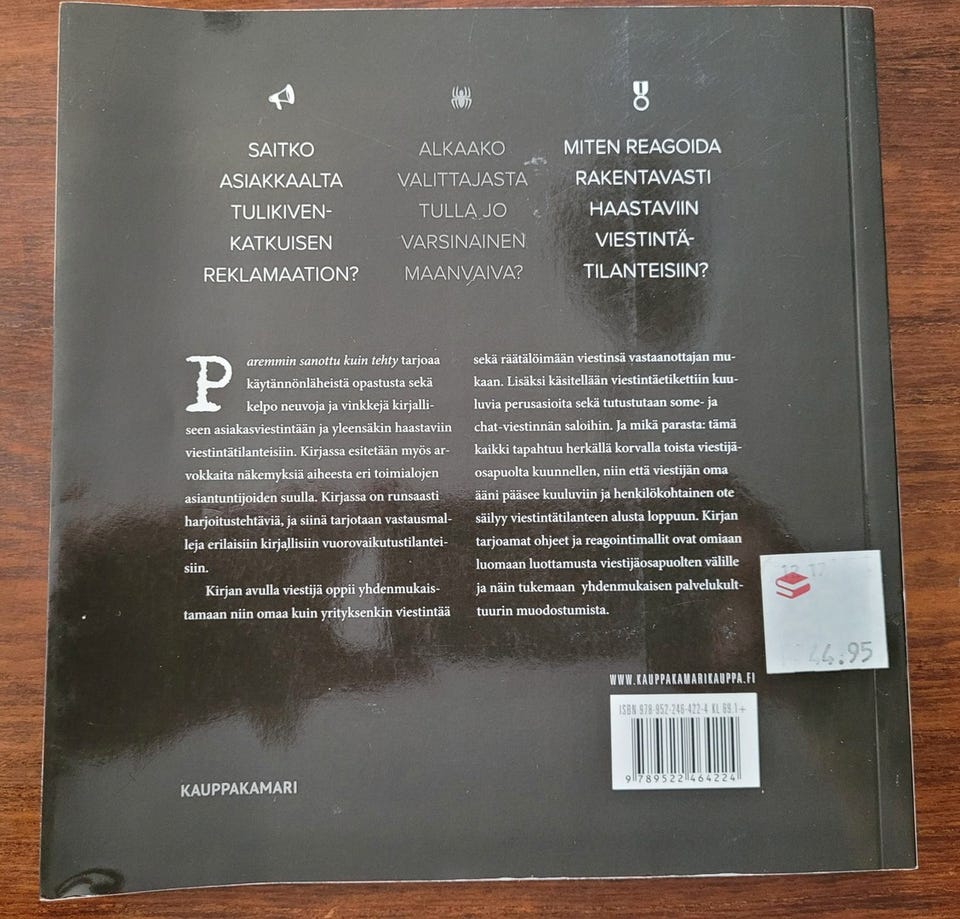 SAITKO
ASIAKKAALTA
TULIKIVEN-
KATKUISEN
REKLAMAATION?
ALKAAKO
VALITTAJASTA
TULLA JO
VARSINAINEN
MAANVAIVA?
MITEN REAGOIDA
RAKENTAVASTI
HAASTAVIIN
VIESTINTÄ-
TILANTEISIIN?
Paremmin sanottu kuin tehty tarjoaa
käytännönläheistä opastusta sekä
kelpo neuvoja ja vinkkejä kirjalli-
seen asiakasviestintään ja yleensäkin haastaviin
viestintätilanteisiin. Kirjassa esitetään myös ar-
vokkaita näkemyksiä aiheesta eri toimialojen
asiantuntijoiden suulla. Kirjassa on runsaasti
harjoitustehtäviä, ja siinä tarjotaan vastausmal-
leja erilaisiin kirjallisiin vuorovaikutustilantei-
siin.
Kirjan avulla viestijä oppii yhdenmukais-
tamaan niin omaa kuin yrityksenkin viestintää
sekä räätälöimään viestinsä vastaanottajan mu-
kaan. Lisäksi käsitellään viestintäetikettiin kuu-
luvia perusasioita sekä tutustutaan some- ja
chat-viestinnän saloihin. Ja mikä parasta: tämä
kaikki tapahtuu herkällä korvalla toista viestijä-
osapuolta kuunnellen, niin että viestijän oma
ääni pääsee kuuluviin ja henkilökohtainen ote
säilyy viestintätilanteen alusta loppuun. Kirjan
tarjoamat ohjeet ja reagointimallit ovat omiaan
luomaan luottamusta viestijäosapuolten välille
ja näin tukemaan yhdenmukaisen palvelukult-
tuurin muodostumista.
44.95
WWW.KAUPPAKAMARIKAUPPA.FI
ISBN 978-952-246-422-4 KL 69.1+
9 789522 464224
KAUPPAKAMARI